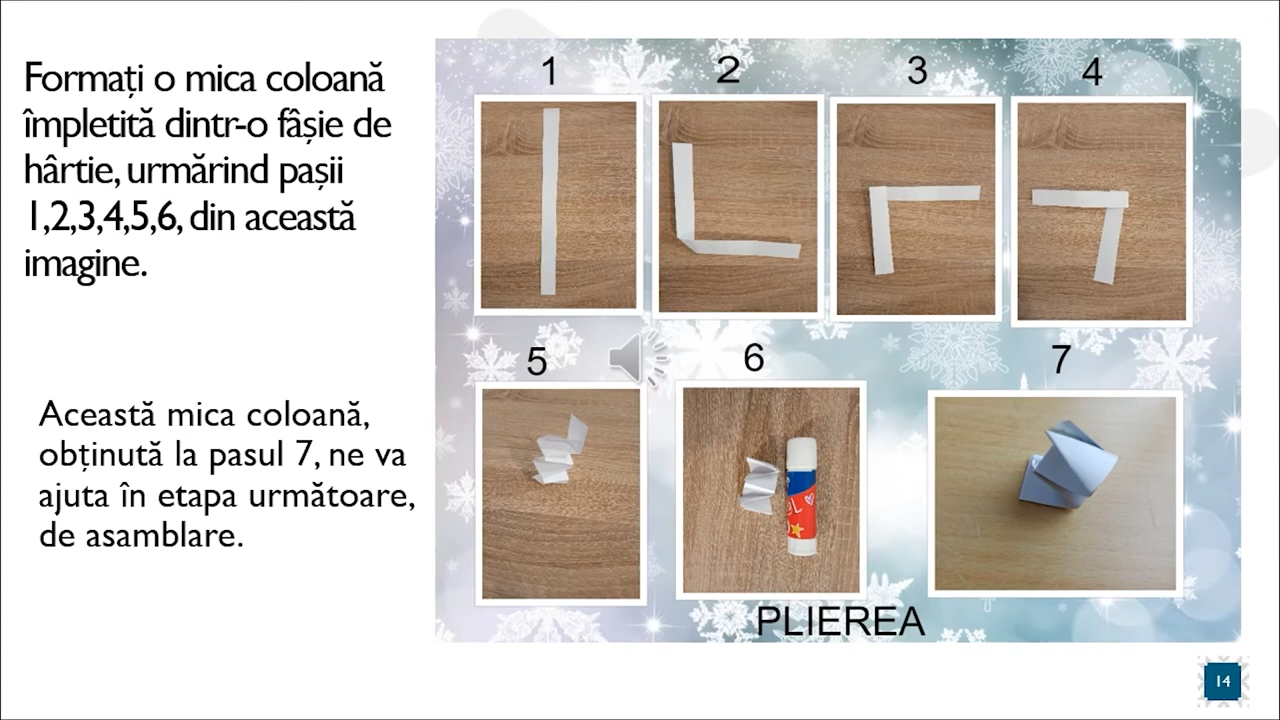 Formați o mica coloană
împletită dintr-o fâșie de
hârtie, urmărind pașii
1,2,3,4,5,6, din această
imagine.
Această mica coloană,
obținută la pasul 7, ne va
ajuta în etapa următoare,
de asamblare.
1 2 3 4
5 6 7
PLIEREA
14